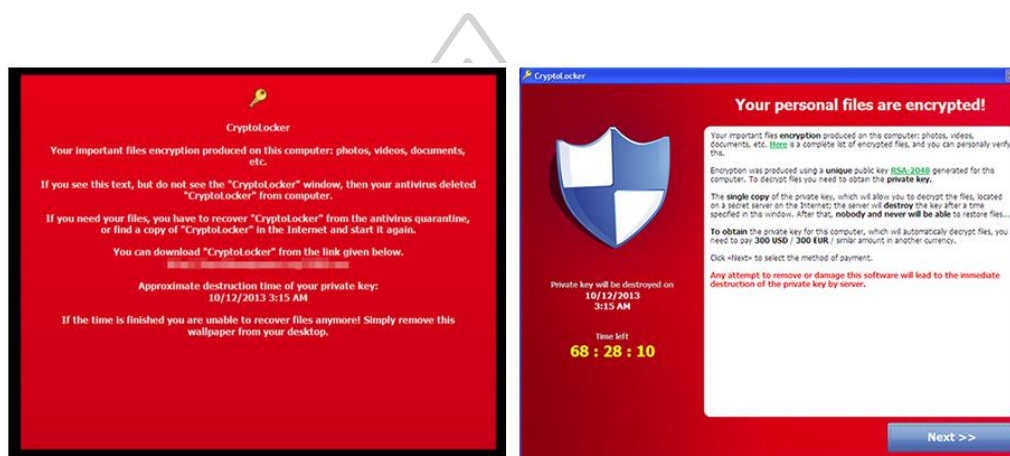 CryptoLocker
Your important files encryption produced on this computer: photos, videos, documents,
etc.
If you see this text, but do not see the "CryptoLocker" window, then your antivirus deleted
"CryptoLocker" from computer.
If you need your files, you have to recover "CryptoLocker" from the antivirus quarantine,
or find a copy of "CryptoLocker" in the Internet and start it again.
You can download "CryptoLocker" from the link given below.
Approximate destruction time of your private key:
10/12/2013 3:15 AM
If the time is finished you are unable to recover files anymore! Simply remove this
wallpaper from your desktop.
CryptoLocker
Your personal files are encrypted!
Your important files encryption produced on this computer: photos, videos,
documents, etc. Here is a complete list of encrypted files, and you can personally verify
this.
Encryption was produced using a unique public key RSA-2048 generated for this
computer. To decrypt files you need to obtain the private key.
The single copy of the private key, which will allow you to decrypt the files, located
on a secret server on the Internet; the server will destroy the key after a time
specified in this window. After that, nobody and never will be able to restore files...
To obtain the private key for this computer, which will automatically decrypt files, you
need to pay 300 USD / 300 EUR / similar amount in another currency.
Click «Next» to select the method of payment.
Any attempt to remove or damage this software will lead to the immediate
destruction of the private key by server.
Private key will be destroyed on
10/12/2013
3:15 AM
Time left
68 : 28 : 10
Next >>